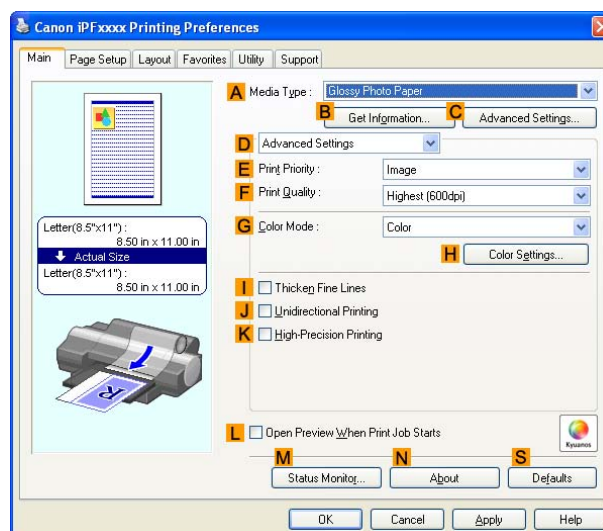 Canon iPFxxxx Printing Preferences
Main Page Setup Layout Favorites Utility Support
A Media Type : Glossy Photo Paper
B Get Information... C Advanced Settings...
D Advanced Settings
E Print Priority : Image
F Print Quality : Highest (600dpi)
Letter(8.5"x11") :
8.50 in x 11.00 in
Actual Size
Letter(8.5"x11") :
8.50 in x 11.00 in
G Color Mode : Color
H Color Settings...
I Thicken Fine Lines
J Unidirectional Printing
K High-Precision Printing
R
L Open Preview When Print Job Starts
Kyuanos
M N S
Status Monitor... About Defaults
OK Cancel Apply Help